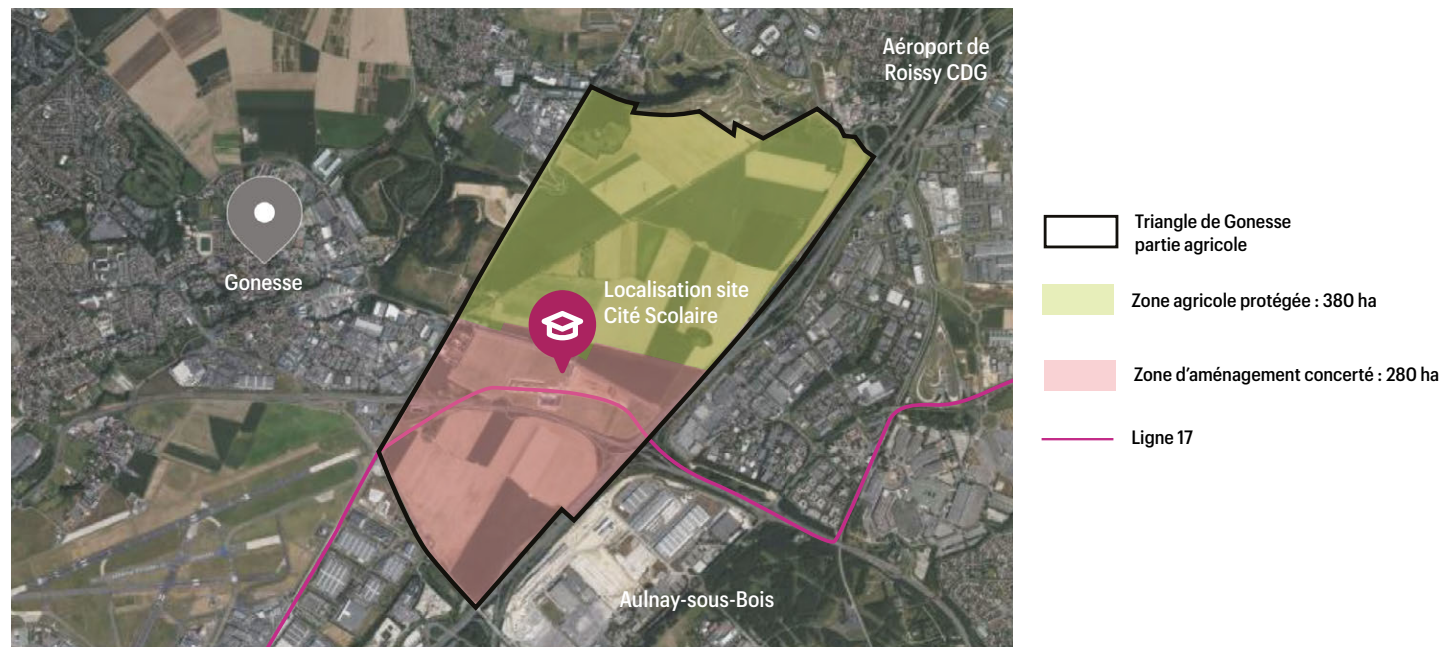 Aéroport de
Roissy CDG
Gonesse
Localisation site
Cité Scolaire
Aulnay-sous-Bois
Triangle de Gonesse
partie agricole
Zone agricole protégée : 380 ha
Zone d'aménagement concerté : 280 ha
Ligne 17